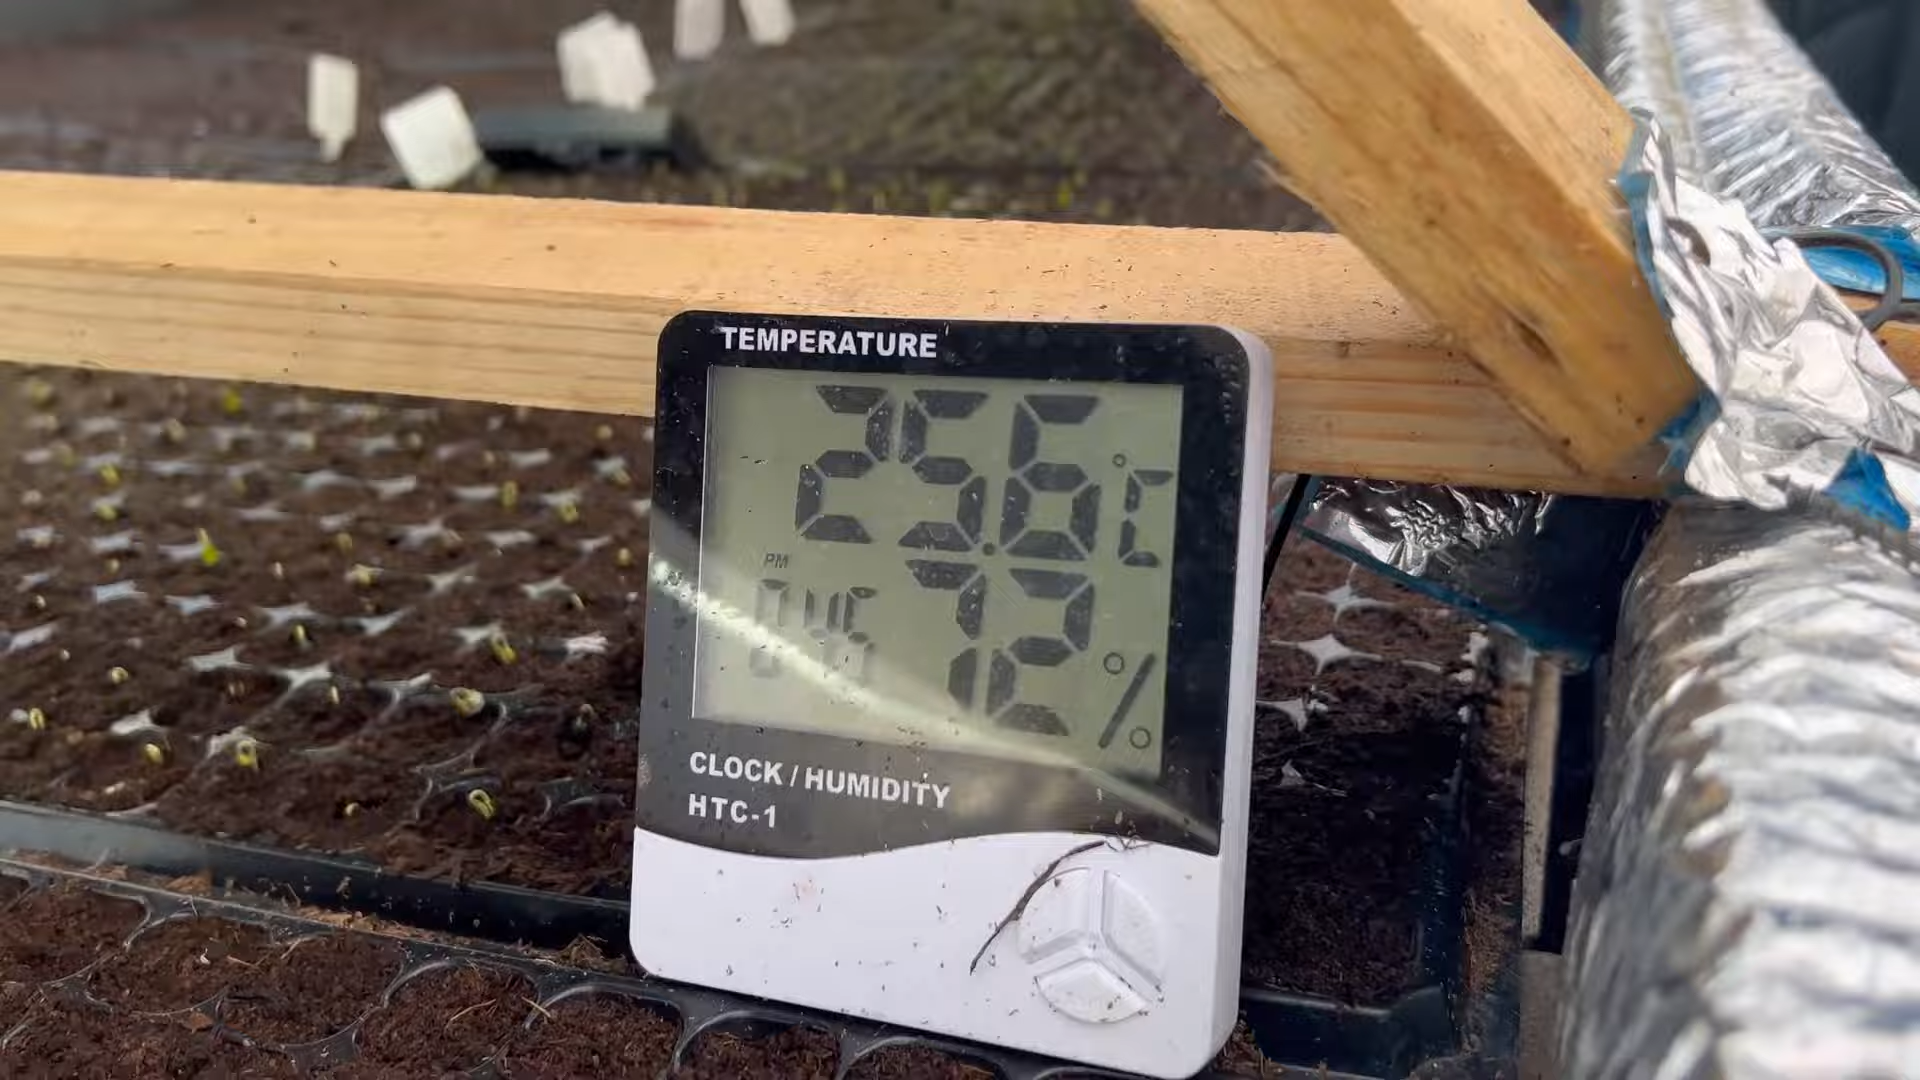 TEMPERATURE
25.6 °C
PM
72 %
CLOCK / HUMIDITY
HTC-1